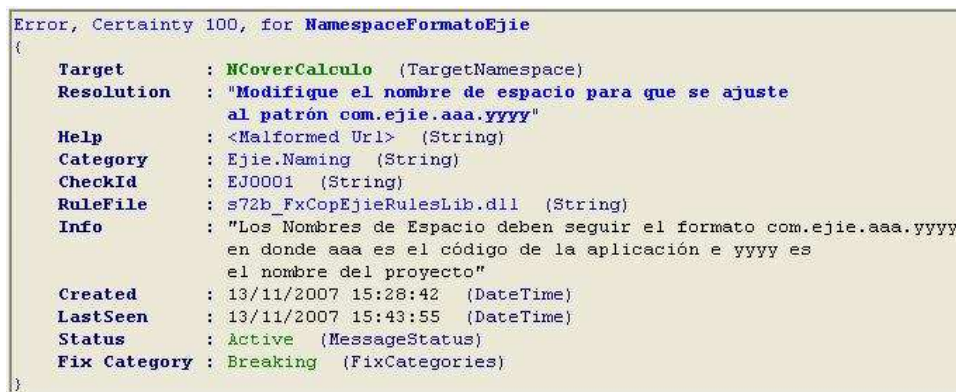 Error, Certainty 100, for NamespaceFormatoEjie
{
Target : NCoverCalculo (TargetNamespace)
Resolution : "Modifique el nombre de espacio para que se ajuste
al patrón com.ejie.aaa.yyyy"
Help : <Malformed Url> (String)
Category : Ejie.Naming (String)
CheckId : EJ0001 (String)
RuleFile : s72b_FxCopEjieRulesLib.dll (String)
Info : "Los Nombres de Espacio deben seguir el formato com.ejie.aaa.yyyy
en donde aaa es el código de la aplicación e yyyy es
el nombre del proyecto"
Created : 13/11/2007 15:28:42 (DateTime)
LastSeen : 13/11/2007 15:43:55 (DateTime)
Status : Active (MessageStatus)
Fix Category : Breaking (FixCategories)
}